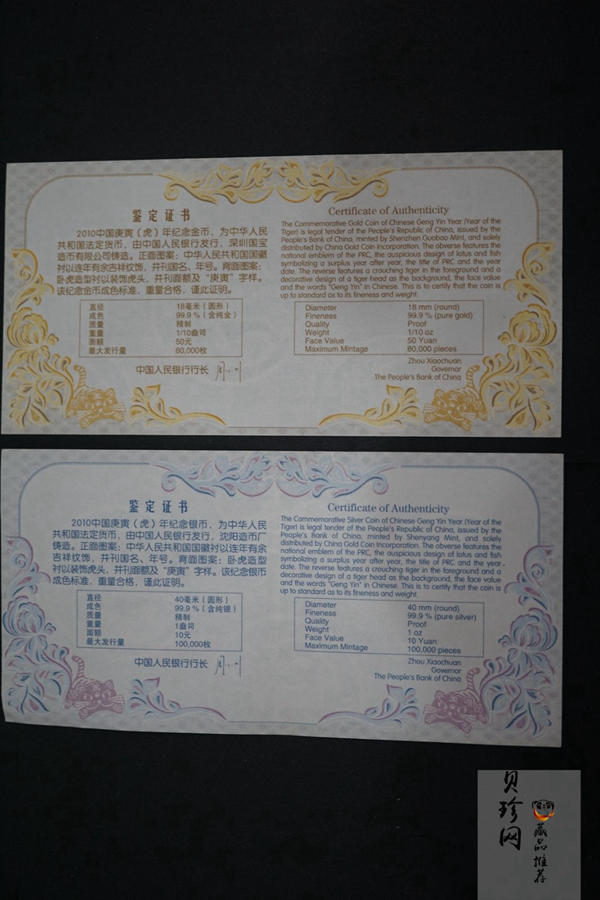 鉴定证书
2010中国庚寅（虎）年纪念金币，为中华人民
共和国法定货币，由中国人民银行发行，深圳国宝
造币有限公司铸造。正面图案：中华人民共和国国徽
衬以连年有余吉祥纹饰，并刊国名、年号。背面图案：
卧虎造型衬以装饰虎头，并刊面额及“庚寅”字样。
该纪念金币成色标准，重量合格，谨此证明。
直径 18毫米（圆形）
成色 99.9％（含纯金）
质量 精制
重量 1/10盎司
面额 50元
最大发行量 80,000枚
中国人民银行行长
Certificate of Authenticity
The Commemorative Gold Coin of Chinese Geng Yin Year (Year of the
Tiger) is legal tender of the People's Republic of China, issued by the
People's Bank of China, minted by Shenzhen Guobao Mint, and solely
distributed by China Gold Coin Incorporation. The obverse features the
national emblem of the PRC, the auspicious design of lotus and fish
symbolizing a surplus year after year, the title of PRC and the year
date. The reverse features a crouching tiger in the foreground and a
decorative design of a tiger head as the background, the face value
and the words "Geng Yin" in Chinese. This is to certify that the coin is
up to standard as to its fineness and weight.
Diameter 18 mm (round)
Fineness 99.9 % (pure gold)
Quality Proof
Weight 1/10 oz
Face Value 50 Yuan
Maximum Mintage 80,000 pieces
Zhou Xiaochuan
Governor
The People's Bank of China
鉴定证书
2010中国庚寅（虎）年纪念银币，为中华人民
共和国法定货币，由中国人民银行发行，沈阳造币厂
铸造。正面图案：中华人民共和国国徽衬以连年有余
吉祥纹饰，并刊国名、年号。背面图案：卧虎造型
衬以装饰虎头，并刊面额及“庚寅”字样。该纪念银币
成色标准，重量合格，谨此证明。
直径 40毫米（圆形）
成色 99.9％（含纯银）
质量 精制
重量 1盎司
面额 10元
最大发行量 100,000枚
中国人民银行行长
Certificate of Authenticity
The Commemorative Silver Coin of Chinese Geng Yin Year (Year of the
Tiger) is legal tender of the People's Republic of China, issued by the
People's Bank of China, minted by Shenyang Mint, and solely
distributed by China Gold Coin Incorporation. The obverse features the
national emblem of the PRC, the auspicious design of lotus and fish
symbolizing a surplus year after year, the title of PRC and the year
date. The reverse features a crouching tiger in the foreground and a
decorative design of a tiger head as the background, the face value
and the words "Geng Yin" in Chinese. This is to certify that the coin is
up to standard as to its fineness and weight.
Diameter 40 mm (round)
Fineness 99.9 % (pure silver)
Quality Proof
Weight 1 oz
Face Value 10 Yuan
Maximum Mintage 100,000 pieces
Zhou Xiaochuan
Governor
The People's Bank of China
贝珍网
藏品推荐